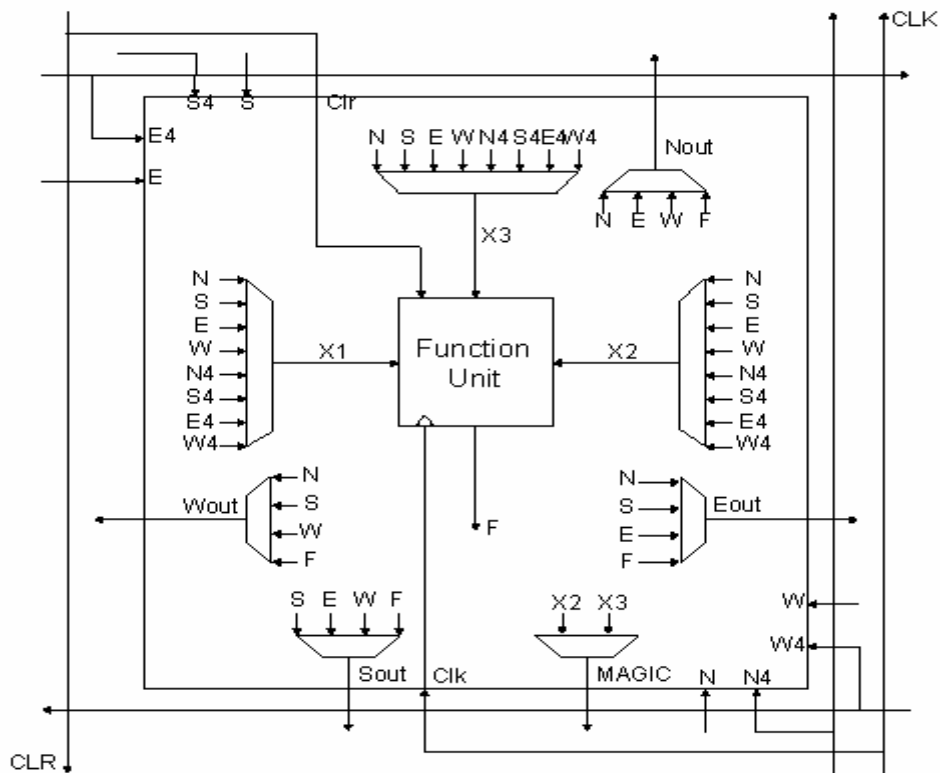 CLK
S4 S Clr
E4
E
N S E W N4 S4 E4 W4
Nout
N E W F
X3
N
S
E
W
N4
S4
E4
W4
X1
Function
Unit
X2
N
S
E
W
N4
S4
E4
W4
Wout
N
S
W
F
F
N
S
E
F
Eout
S E W F
X2 X3
W
W4
Sout
Clk
MAGIC
N N4
CLR